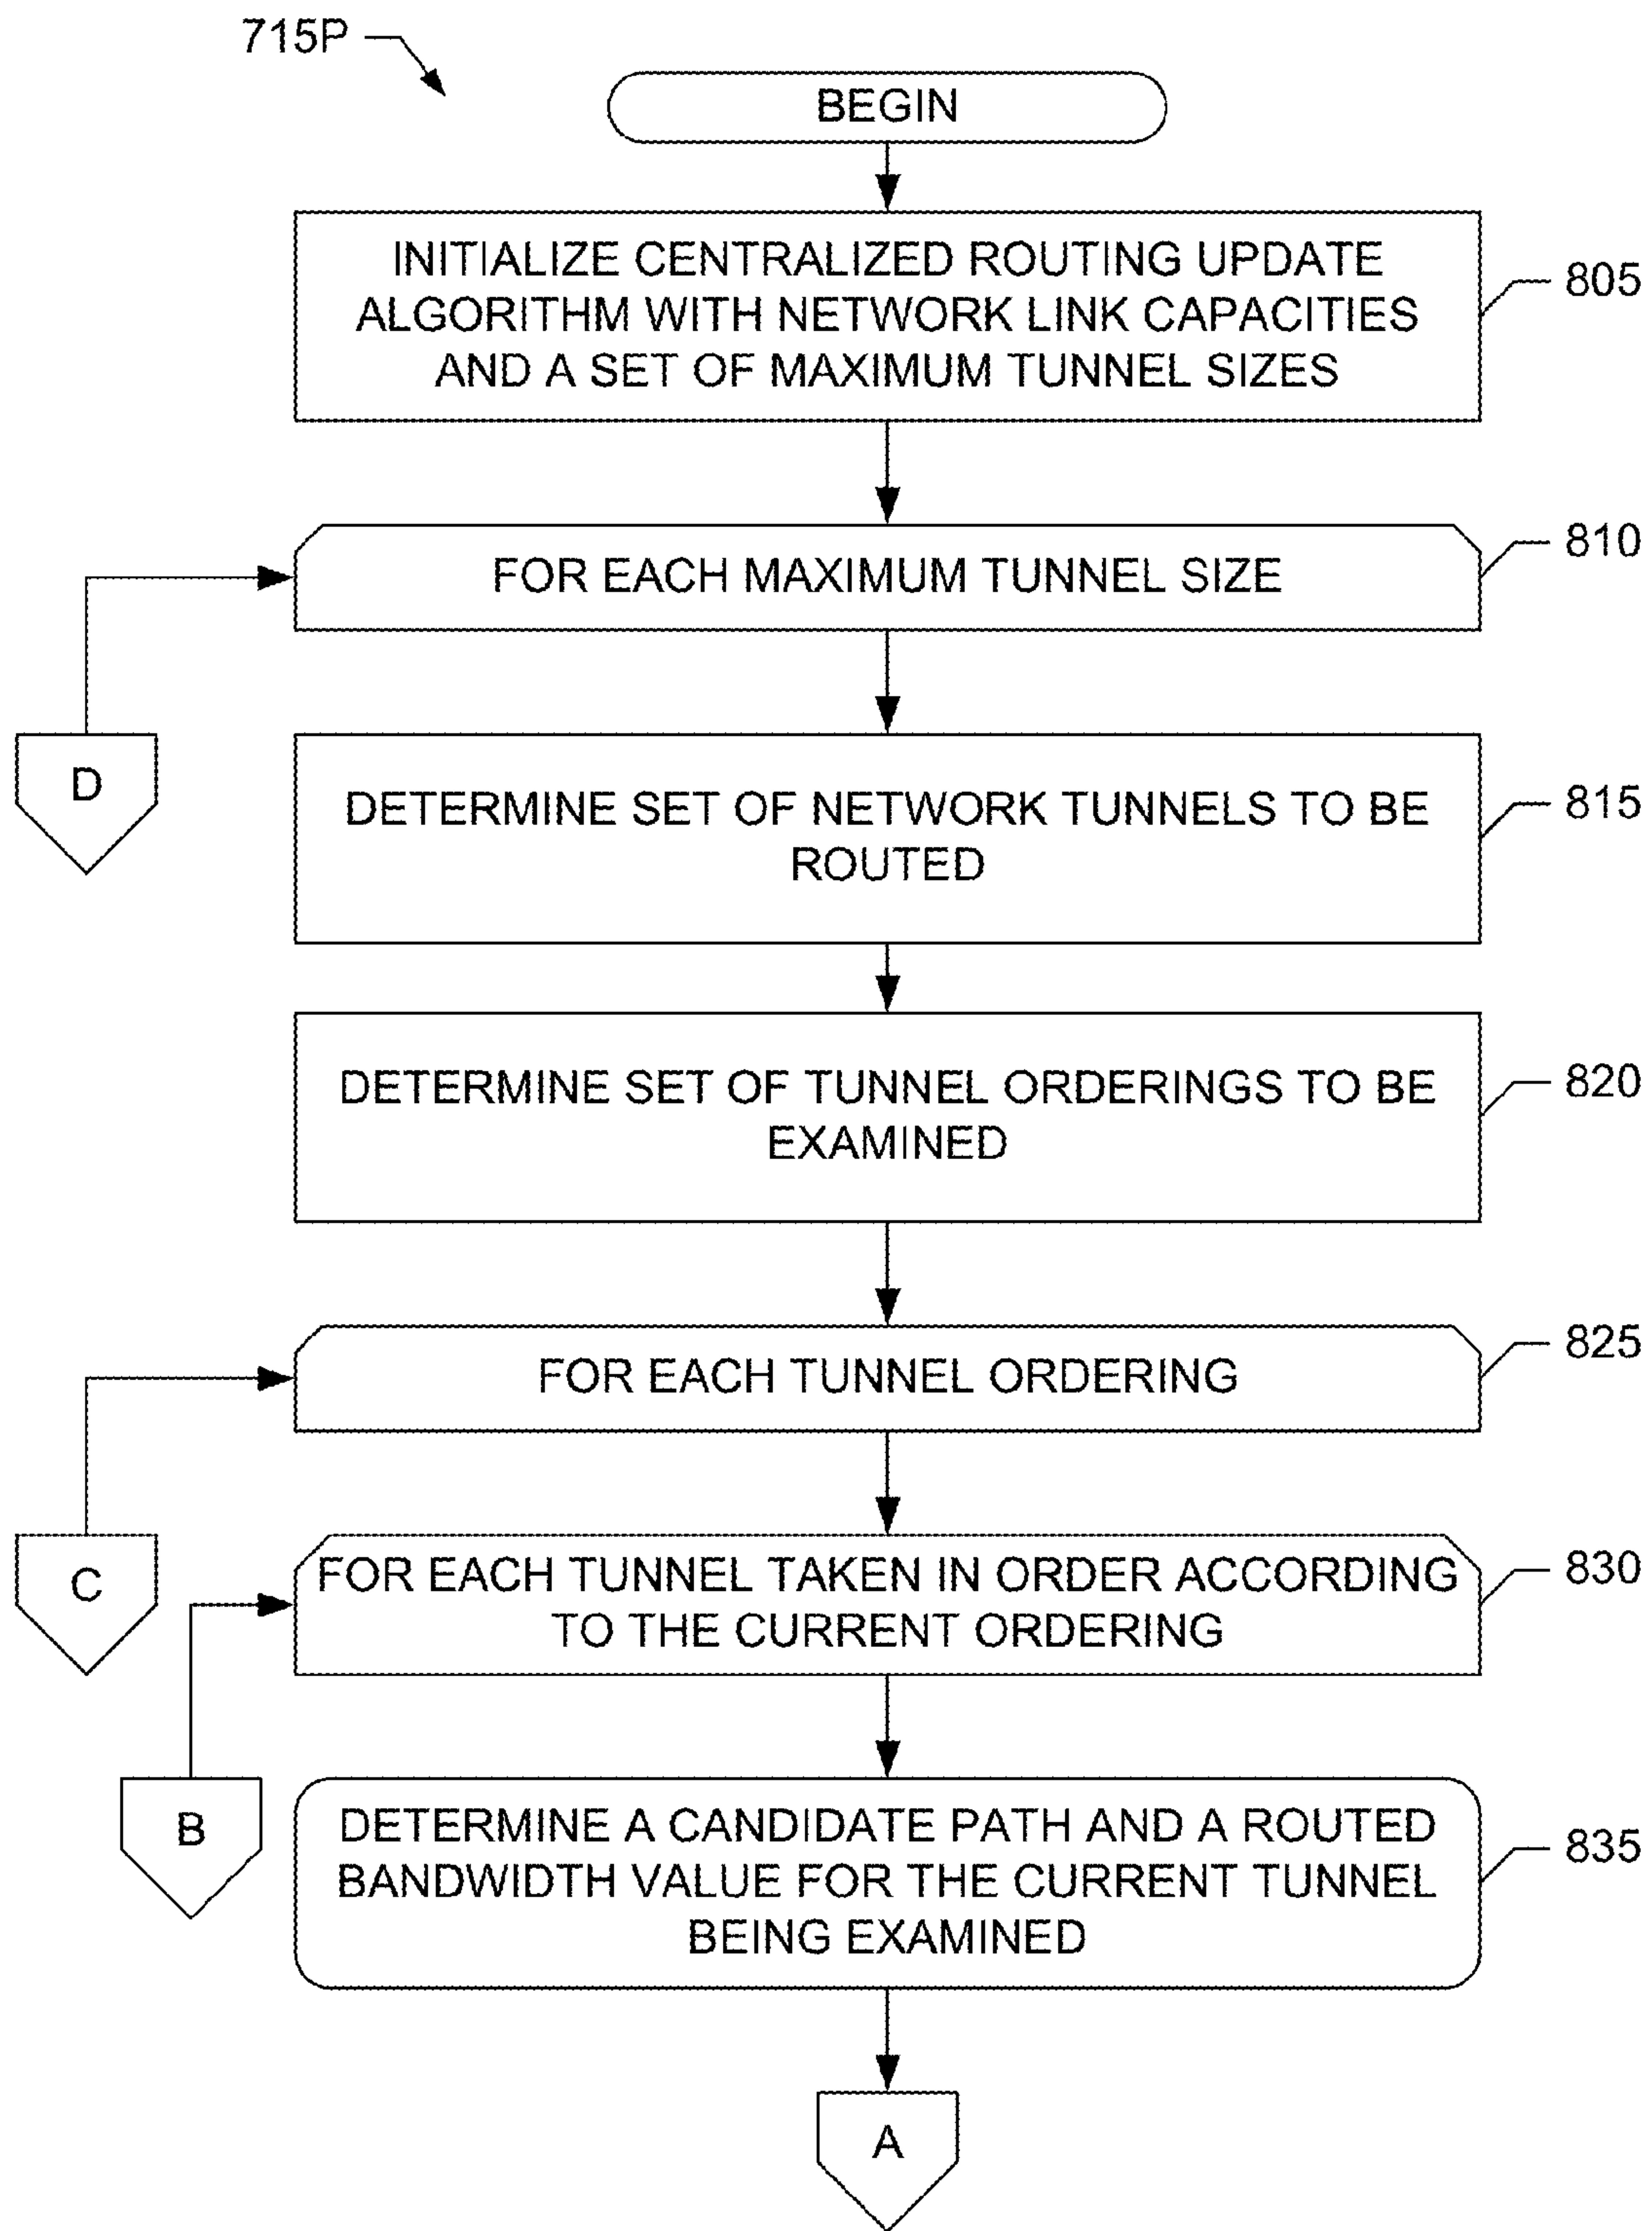 715P
BEGIN
INITIALIZE CENTRALIZED ROUTING UPDATE
ALGORITHM WITH NETWORK LINK CAPACITIES
AND A SET OF MAXIMUM TUNNEL SIZES
805
FOR EACH MAXIMUM TUNNEL SIZE
810
D
DETERMINE SET OF NETWORK TUNNELS TO BE
ROUTED
815
DETERMINE SET OF TUNNEL ORDERINGS TO BE
EXAMINED
820
FOR EACH TUNNEL ORDERING
825
C
FOR EACH TUNNEL TAKEN IN ORDER ACCORDING
TO THE CURRENT ORDERING
830
B
DETERMINE A CANDIDATE PATH AND A ROUTED
BANDWIDTH VALUE FOR THE CURRENT TUNNEL
BEING EXAMINED
835
A